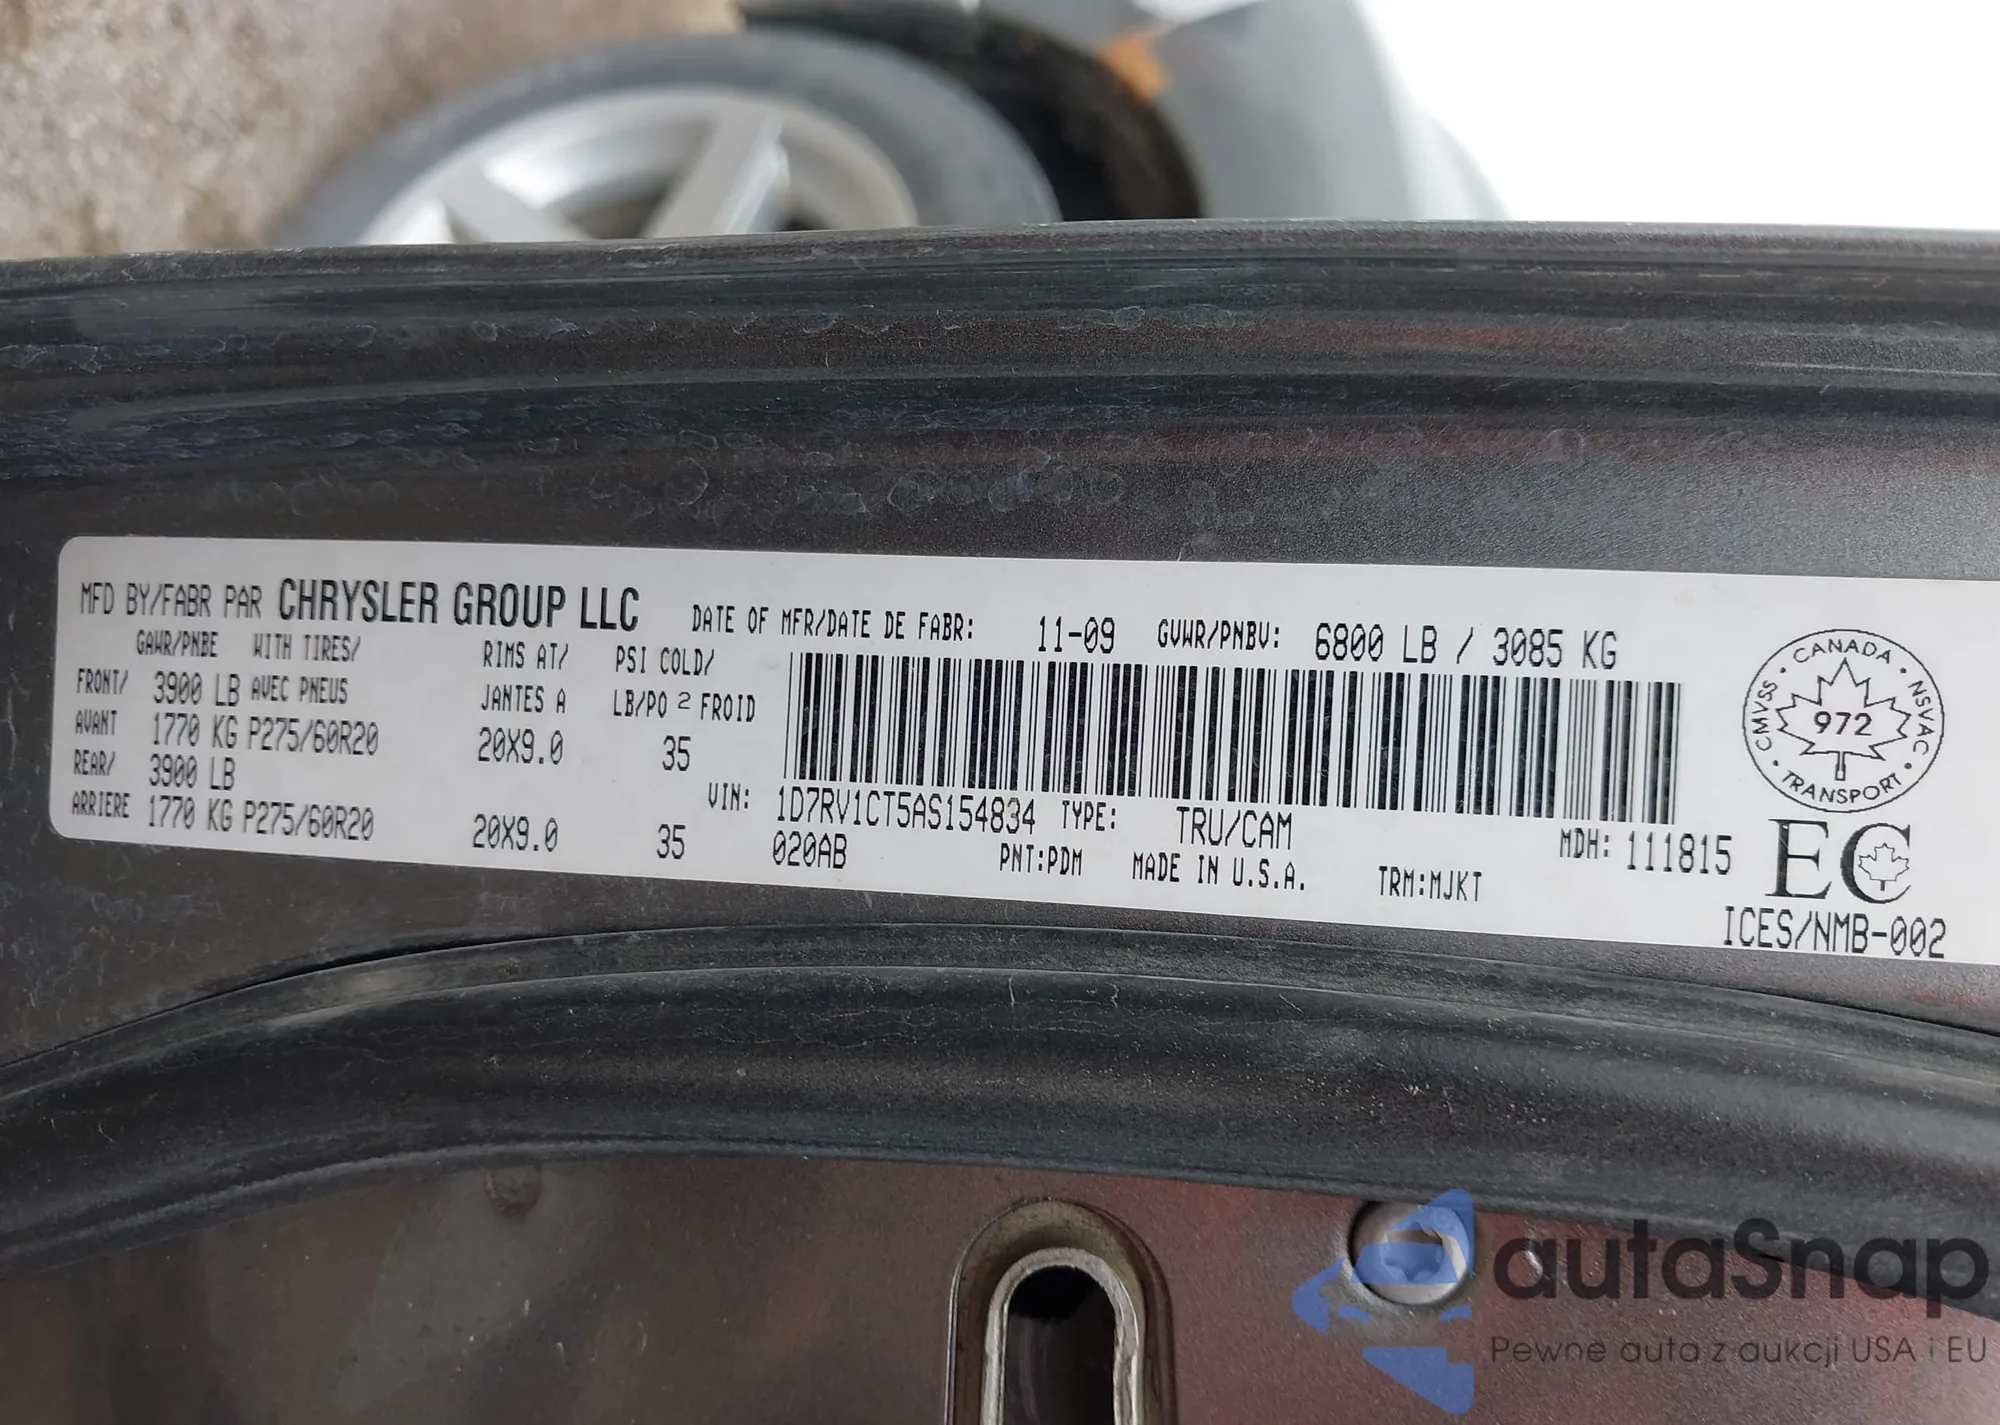 MFD BY/FABR PAR CHRYSLER GROUP LLC DATE OF MFR/DATE DE FABR: 11-09 GVWR/PNBV: 6800 LB / 3085 KG
GAWR/PNBE WITH TIRES/ RIMS AT/ PSI COLD/
FRONT/ 3900 LB AVEC PNEUS JANTES A LB/PO 2 FROID
AVANT 1770 KG P275/60R20 20X9.0 35
REAR/ 3900 LB
ARRIERE 1770 KG P275/60R20 20X9.0 35
VIN: 1D7RV1CT5AS154834 TYPE: TRU/CAM MDH: 111815
020AB PNT:PDM MADE IN U.S.A. TRM:MJKT
CANADA
CMVSS 972 NSVAC
TRANSPORT
EC
ICES/NMB-002
autaSnap
Pewne auta z aukcji USA i EU